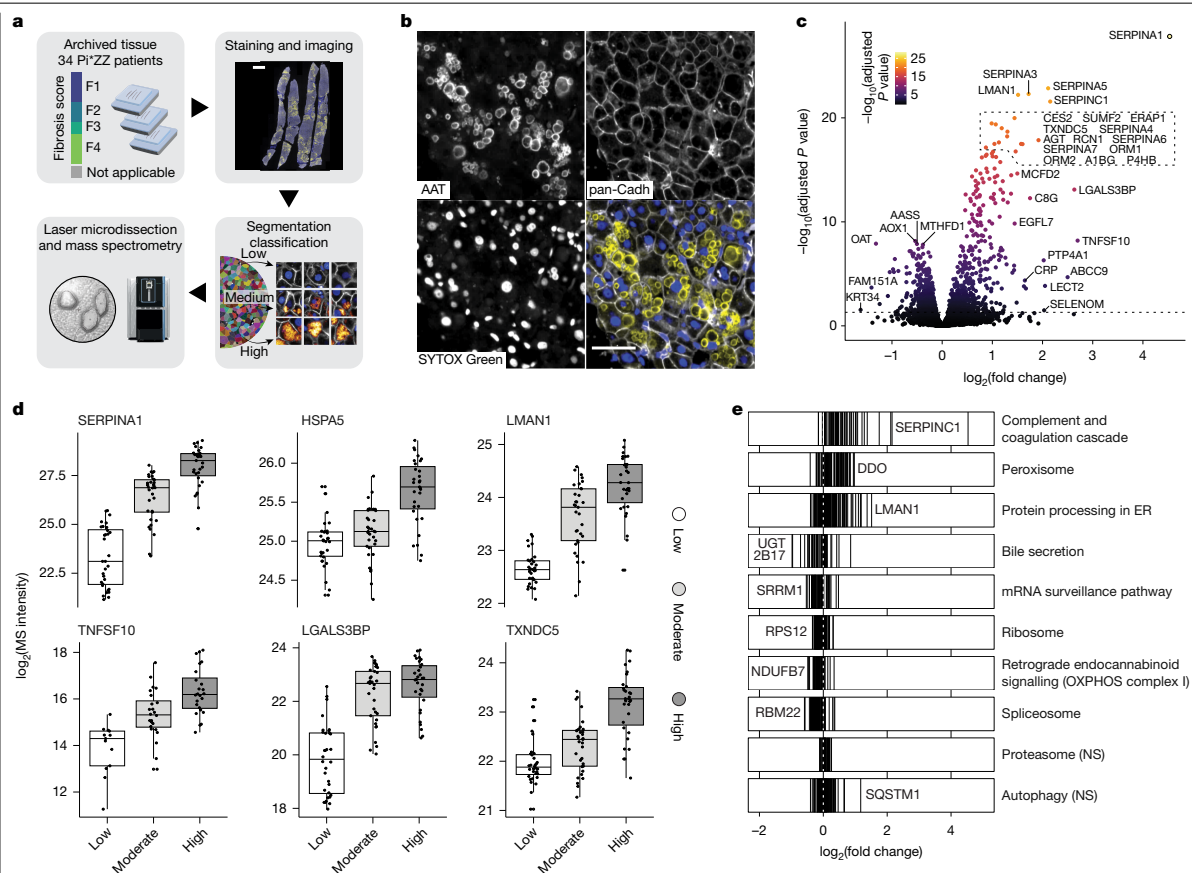 a
Archived tissue
34 Pi*ZZ patients
Fibrosis score
F1
F2
F3
F4
Not applicable
Staining and imaging
Laser microdissection
and mass spectrometry
Segmentation
classification
Low
Medium
High
b
AAT
pan-Cadh
SYTOX Green
c
−log10(adjusted P value)
−log10(adjusted
P value)
25
15
5
SERPINA1
SERPINA3
LMAN1
SERPINA5
SERPINC1
CES2 SUMF2 ERAP1
TXNDC5 SERPINA4
AGT RCN1 SERPINA6
SERPINA7 ORM1
ORM2 A1BG P4HB
MCFD2
LGALS3BP
C8G
EGFL7
AASS
AOX1
MTHFD1
OAT
TNFSF10
PTP4A1
CRP
ABCC9
FAM151A
LECT2
KRT34
SELENOM
20
10
0
−1 0 1 2 3 4
log2(fold change)
d
log2(MS intensity)
SERPINA1
27.5
25.0
22.5
HSPA5
26.0
25.5
25.0
24.5
LMAN1
25
24
23
22
TNFSF10
18
16
14
12
LGALS3BP
24
22
20
18
TXNDC5
24
23
22
21
Low Moderate High
Low Moderate High
Low Moderate High
Low
Moderate
High
e
SERPINC1
Complement and
coagulation cascade
DDO
Peroxisome
LMAN1
Protein processing in ER
UGT
2B17
Bile secretion
SRRM1
mRNA surveillance pathway
RPS12
Ribosome
NDUFB7
Retrograde endocannabinoid
signalling (OXPHOS complex I)
RBM22
Spliceosome
Proteasome (NS)
SQSTM1
Autophagy (NS)
−2 0 2 4
log2(fold change)